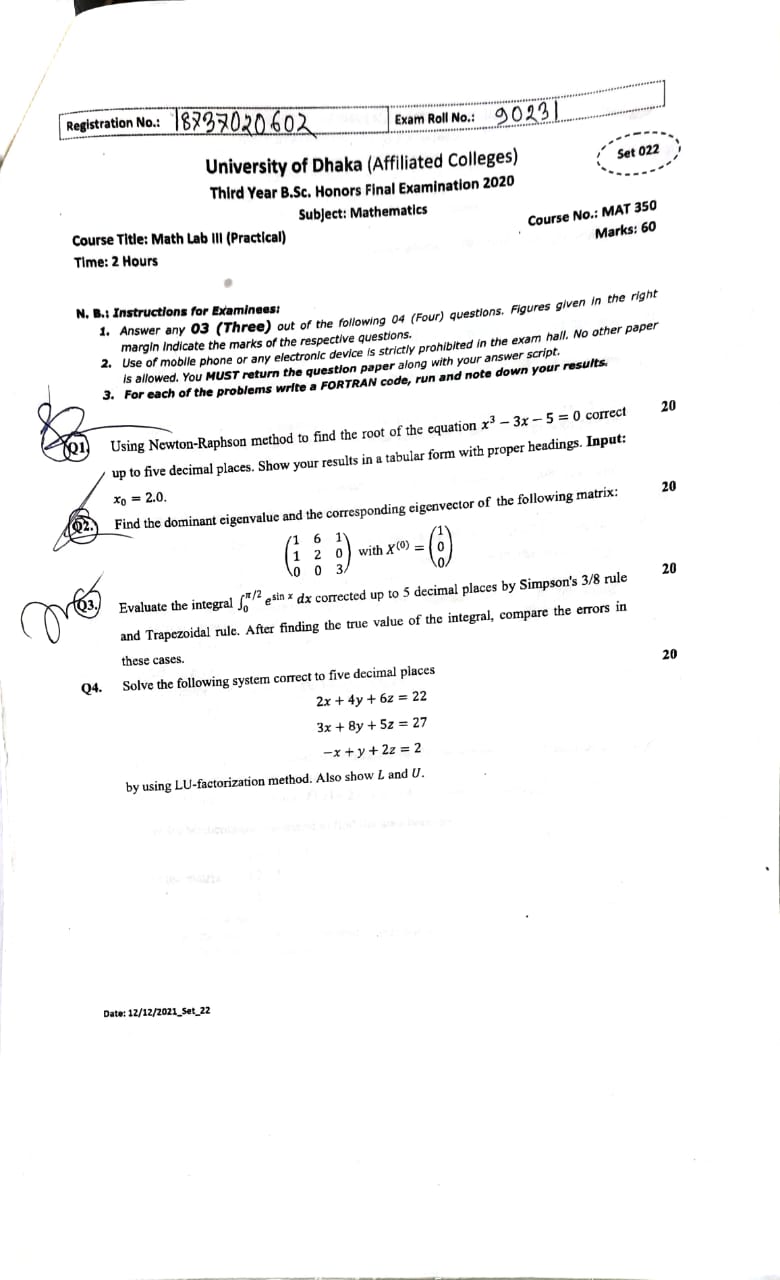 Registration No.: 18737020602 Exam Roll No.: 90231
Set 022
University of Dhaka (Affiliated Colleges)
Third Year B.Sc. Honors Final Examination 2020
Subject: Mathematics
Course Title: Math Lab III (Practical) Course No.: MAT 350
Time: 2 Hours Marks: 60
N. B.: Instructions for Examinees:
1. Answer any 03 (Three) out of the following 04 (Four) questions. Figures given in the right
margin indicate the marks of the respective questions.
2. Use of mobile phone or any electronic device is strictly prohibited in the exam hall. No other paper
is allowed. You MUST return the question paper along with your answer script.
3. For each of the problems write a FORTRAN code, run and note down your results.
Q1. Using Newton-Raphson method to find the root of the equation x³ – 3x – 5 = 0 correct 20
up to five decimal places. Show your results in a tabular form with proper headings. Input:
x₀ = 2.0.
Q2. Find the dominant eigenvalue and the corresponding eigenvector of the following matrix: 20
1 6 1
1 2 0 with X⁽⁰⁾ =
0 0 3
1
0
0
Q3. Evaluate the integral ∫₀^π/2 e^sin x dx corrected up to 5 decimal places by Simpson's 3/8 rule 20
and Trapezoidal rule. After finding the true value of the integral, compare the errors in
these cases.
Q4. Solve the following system correct to five decimal places 20
2x + 4y + 6z = 22
3x + 8y + 5z = 27
−x + y + 2z = 2
by using LU-factorization method. Also show L and U.
Date: 12/12/2021_Set_22